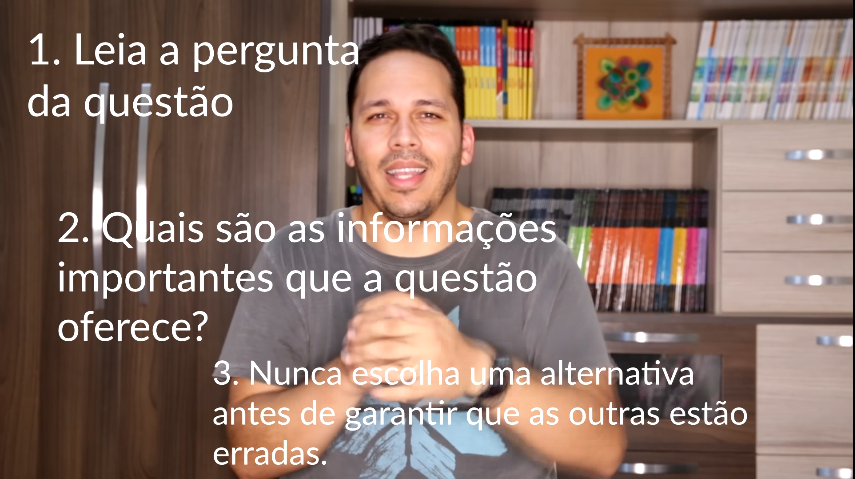 1. Leia a pergunta
da questão
2. Quais são as informações
importantes que a questão
oferece?
3. Nunca escolha uma alternativa
antes de garantir que as outras estão
erradas.